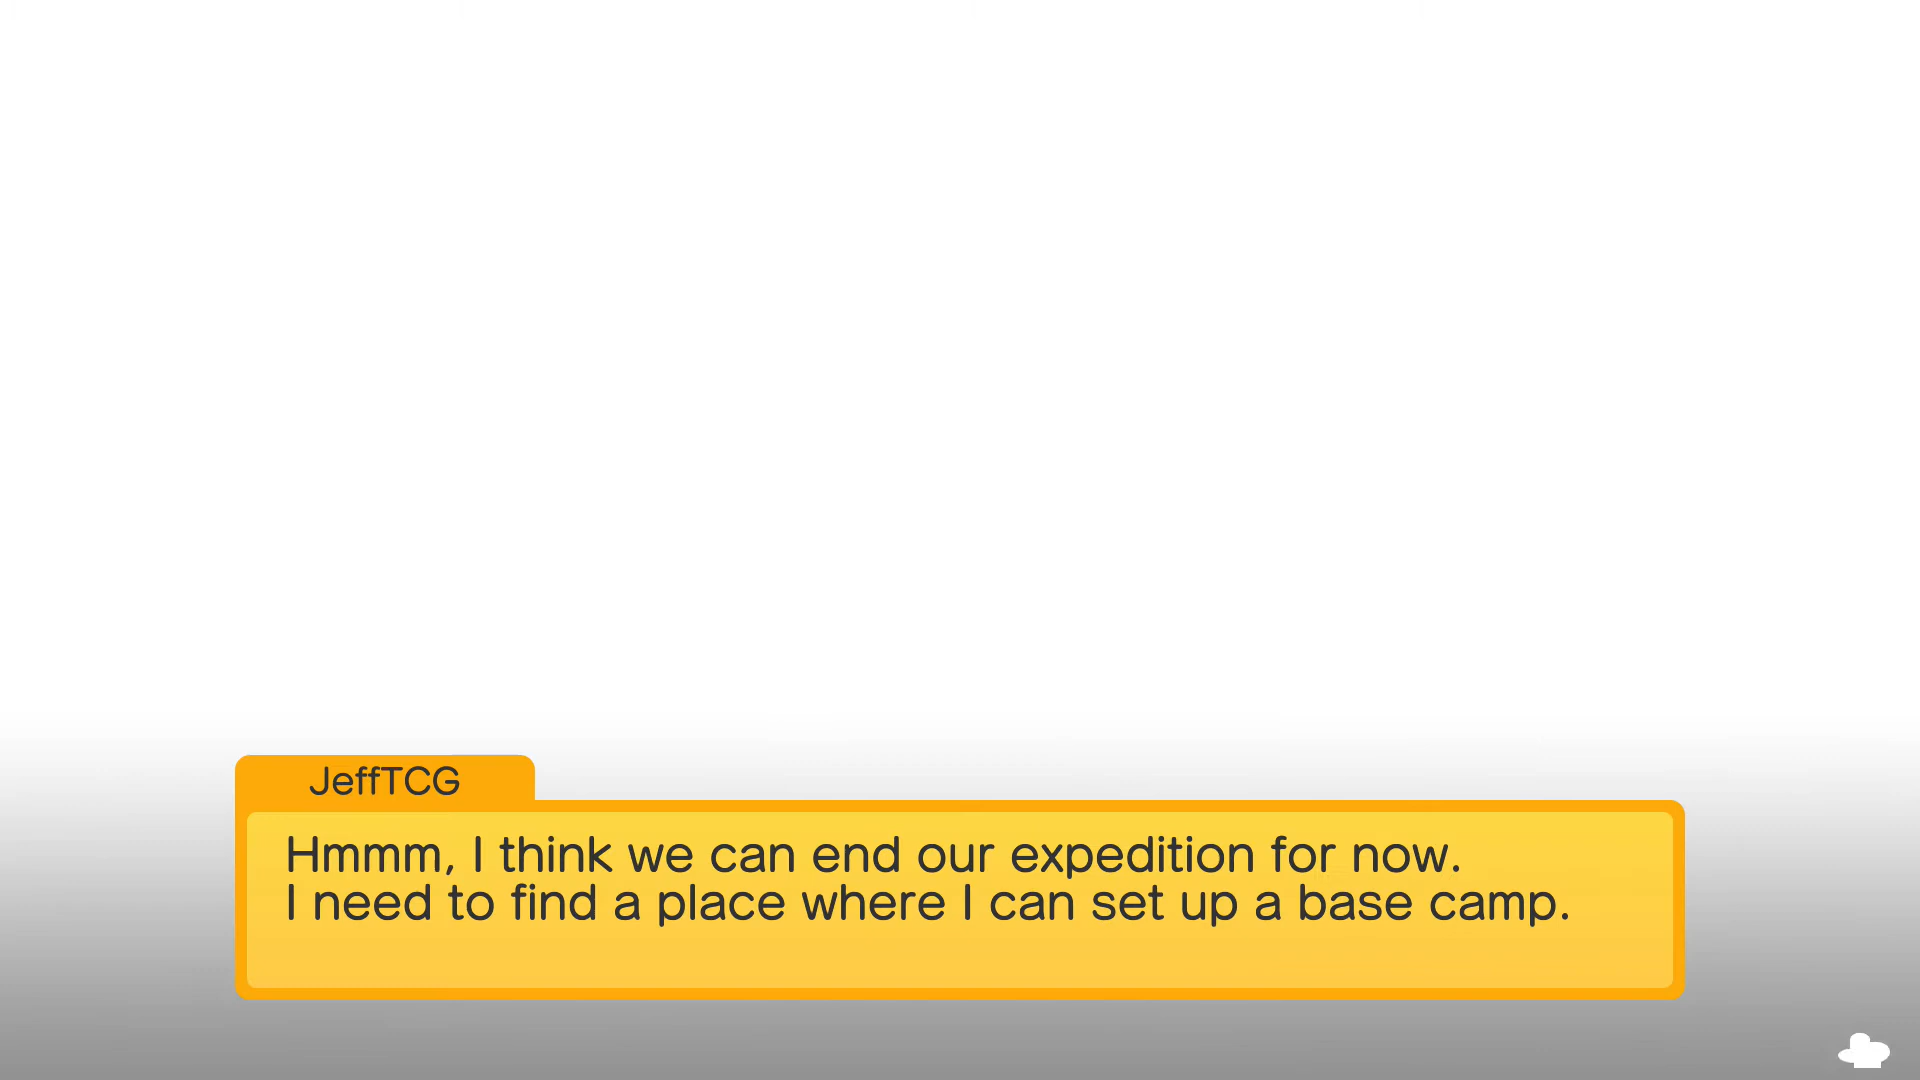 JeffTCG
Hmmm, I think we can end our expedition for now.
I need to find a place where I can set up a base camp.